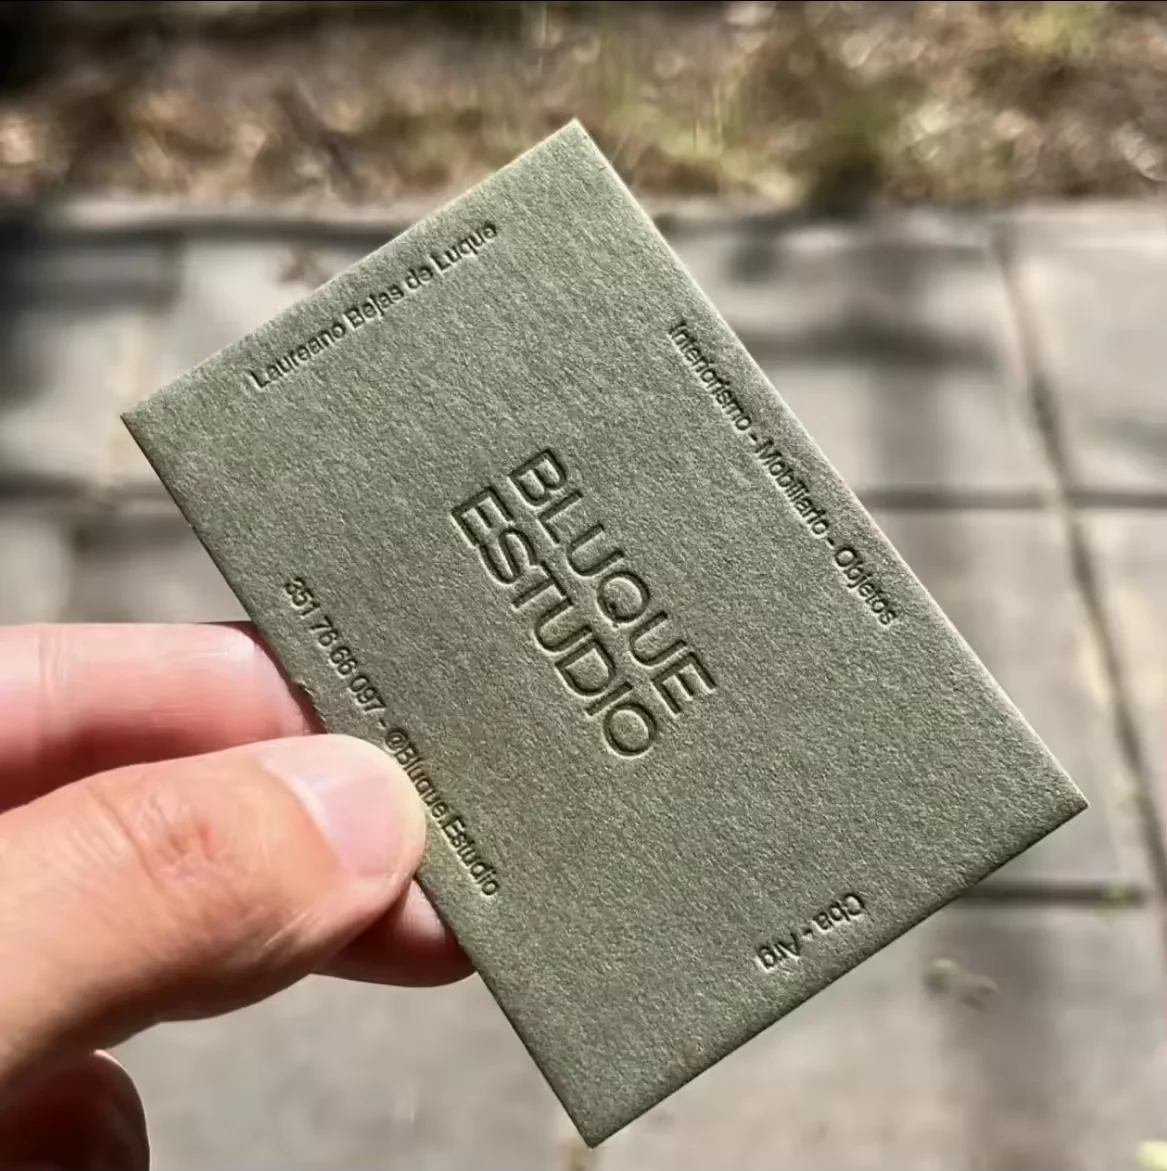 Laureano Bejas de Luque
Interiorismo - Mobiliario - Objetos
BLUQUE
ESTUDIO
351 76 66 097 - @Bluque.Estudio
Cba - Arg